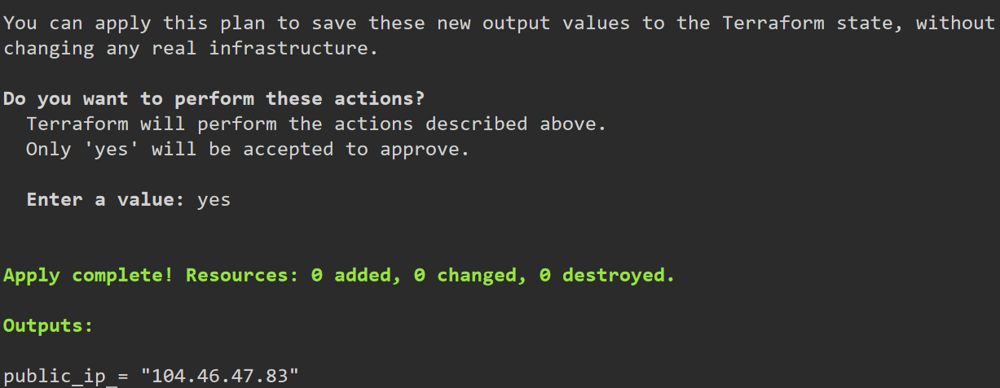 You can apply this plan to save these new output values to the Terraform state, without
changing any real infrastructure.
Do you want to perform these actions?
Terraform will perform the actions described above.
Only 'yes' will be accepted to approve.
Enter a value: yes
Apply complete! Resources: 0 added, 0 changed, 0 destroyed.
Outputs:
public_ip = "104.46.47.83"